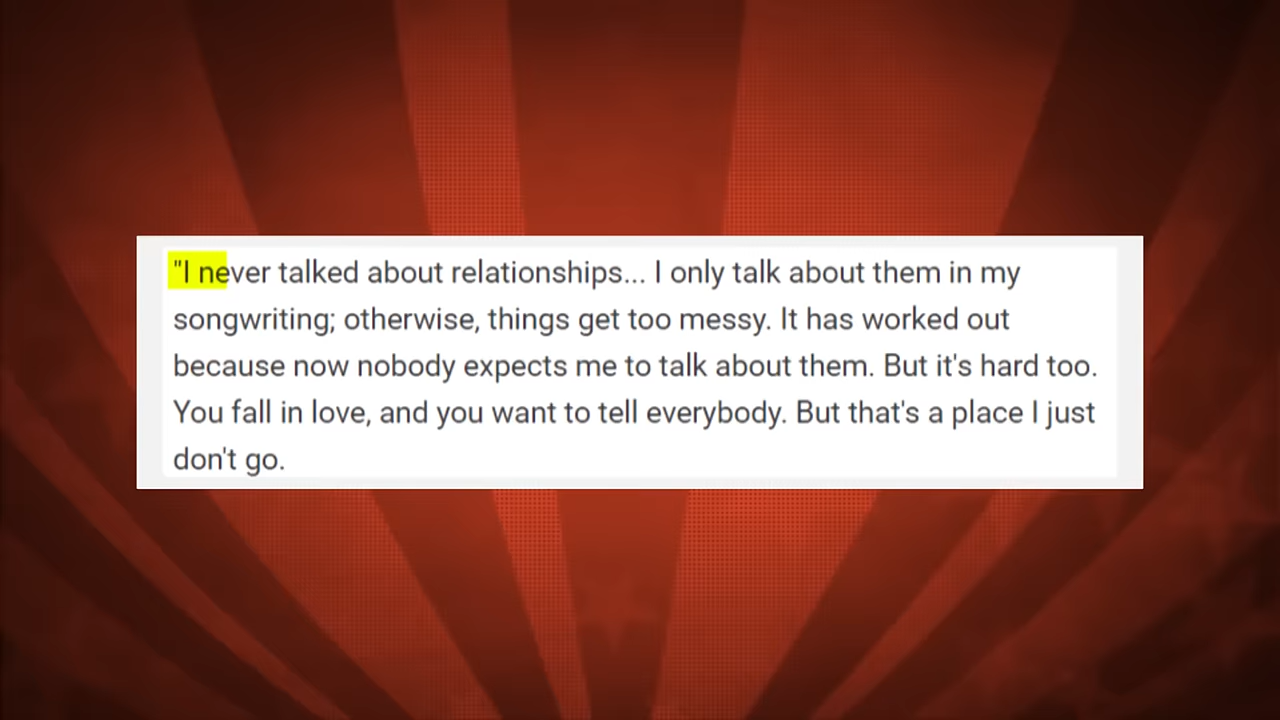 "I never talked about relationships... I only talk about them in my
songwriting; otherwise, things get too messy. It has worked out
because now nobody expects me to talk about them. But it's hard too.
You fall in love, and you want to tell everybody. But that's a place I just
don't go.